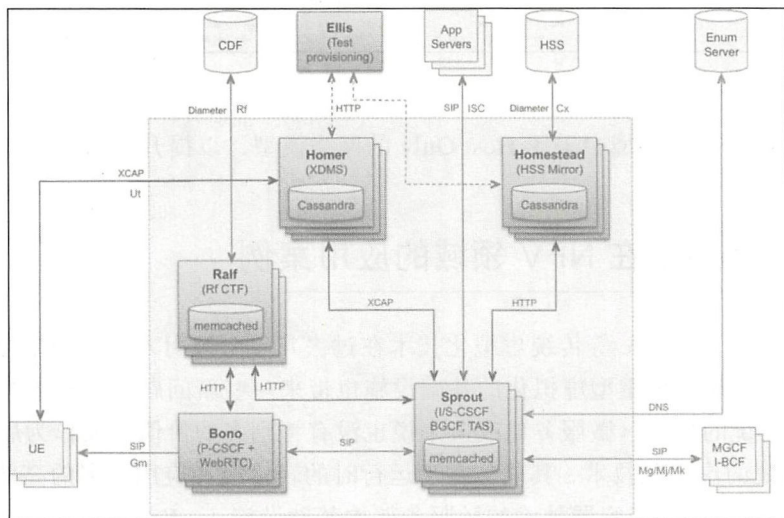 CDF
Ellis
(Test
provisioning)
App
Servers
HSS
Enum
Server
Diameter Rf
HTTP
SIP ISC
Diameter Cx
XCAP
Ut
Homer
(XDMS)
Cassandra
Homestead
(HSS Mirror)
Cassandra
Ralf
(Rf CTF)
memcached
XCAP
HTTP
HTTP
HTTP
Sprout
(I/S-CSCF
BGCF, TAS)
memcached
DNS
UE
SIP
Gm
Bono
(P-CSCF +
WebRTC)
SIP
SIP
Mg/Mj/Mk
MGCF
I-BCF